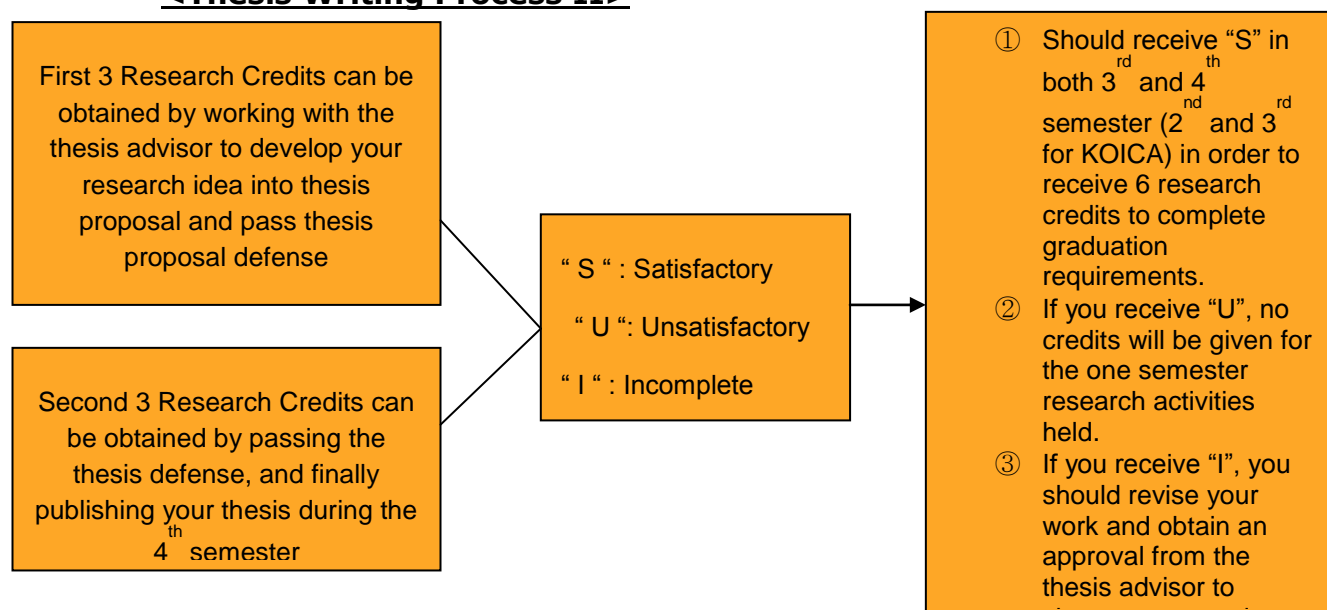 <Thesis Writing Process II>
First 3 Research Credits can be
obtained by working with the
thesis advisor to develop your
research idea into thesis
proposal and pass thesis
proposal defense
Second 3 Research Credits can
be obtained by passing the
thesis defense, and finally
publishing your thesis during the
4th semester
“ S “ : Satisfactory
“ U “: Unsatisfactory
“ I “ : Incomplete
① Should receive “S” in
both 3rd and 4th
semester (2nd and 3rd
for KOICA) in order to
receive 6 research
credits to complete
graduation
requirements.
② If you receive “U”, no
credits will be given for
the one semester
research activities
held.
③ If you receive “I”, you
should revise your
work and obtain an
approval from the
thesis advisor to